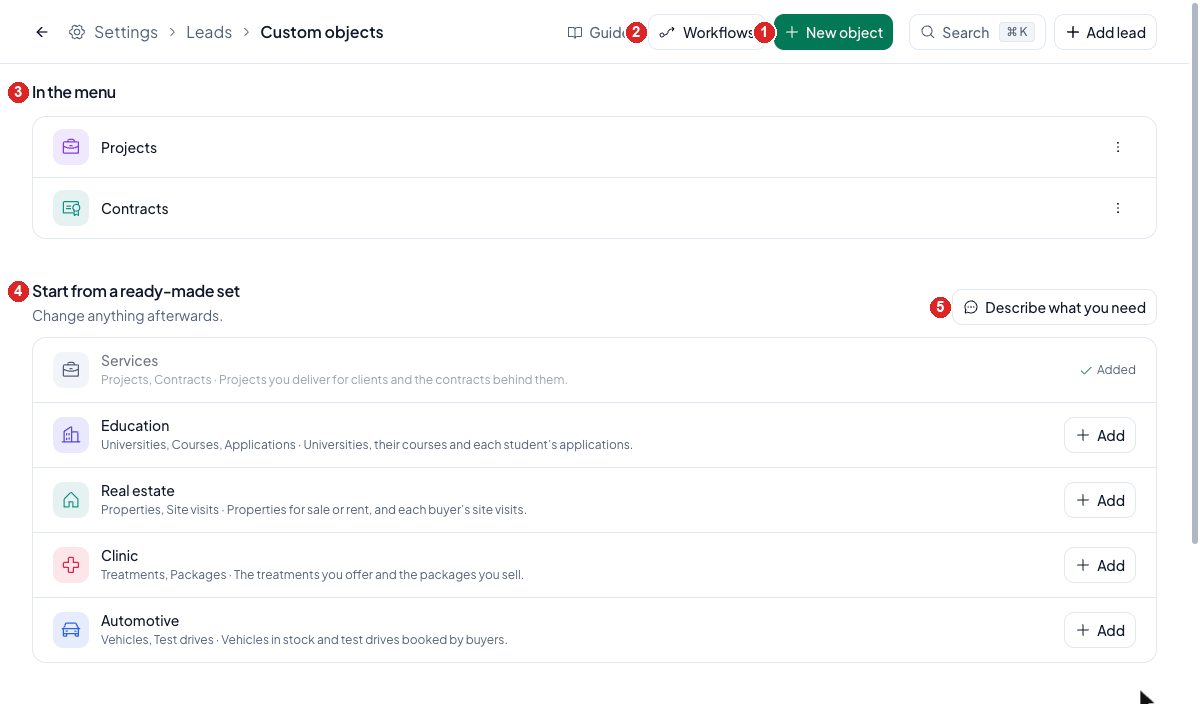 Settings > Leads > Custom objects
Guide
2
Workflows
1
+ New object
Search ⌘ K
+ Add lead
3 In the menu
Projects
Contracts
4 Start from a ready-made set
Change anything afterwards.
5 Describe what you need
Services
Projects, Contracts · Projects you deliver for clients and the contracts behind them.
Added
Education
Universities, Courses, Applications · Universities, their courses and each student's applications.
+ Add
Real estate
Properties, Site visits · Properties for sale or rent, and each buyer's site visits.
+ Add
Clinic
Treatments, Packages · The treatments you offer and the packages you sell.
+ Add
Automotive
Vehicles, Test drives · Vehicles in stock and test drives booked by buyers.
+ Add